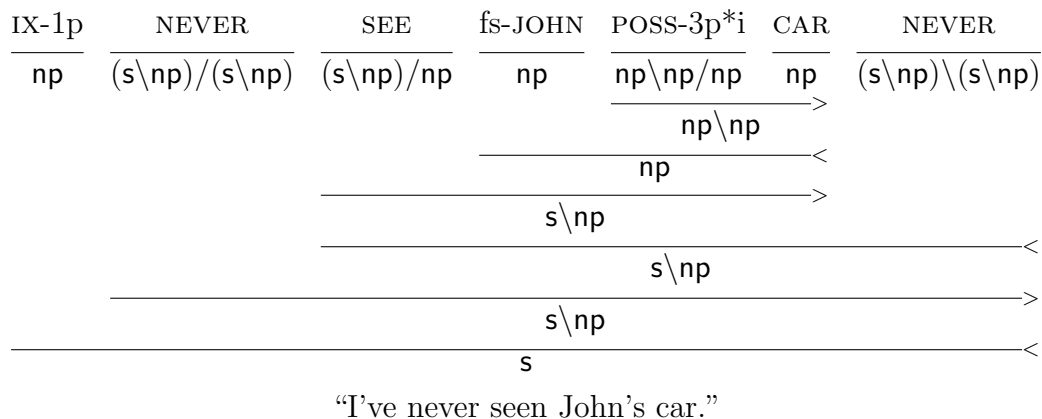 IX-1p NEVER SEE fs-JOHN POSS-3p*i CAR NEVER
np (s\np)/(s\np) (s\np)/np np np\np/np np (s\np)\(s\np)
>
np\np
<
np
>
s\np
<
s\np
>
s\np
<
s
“I've never seen John's car.”